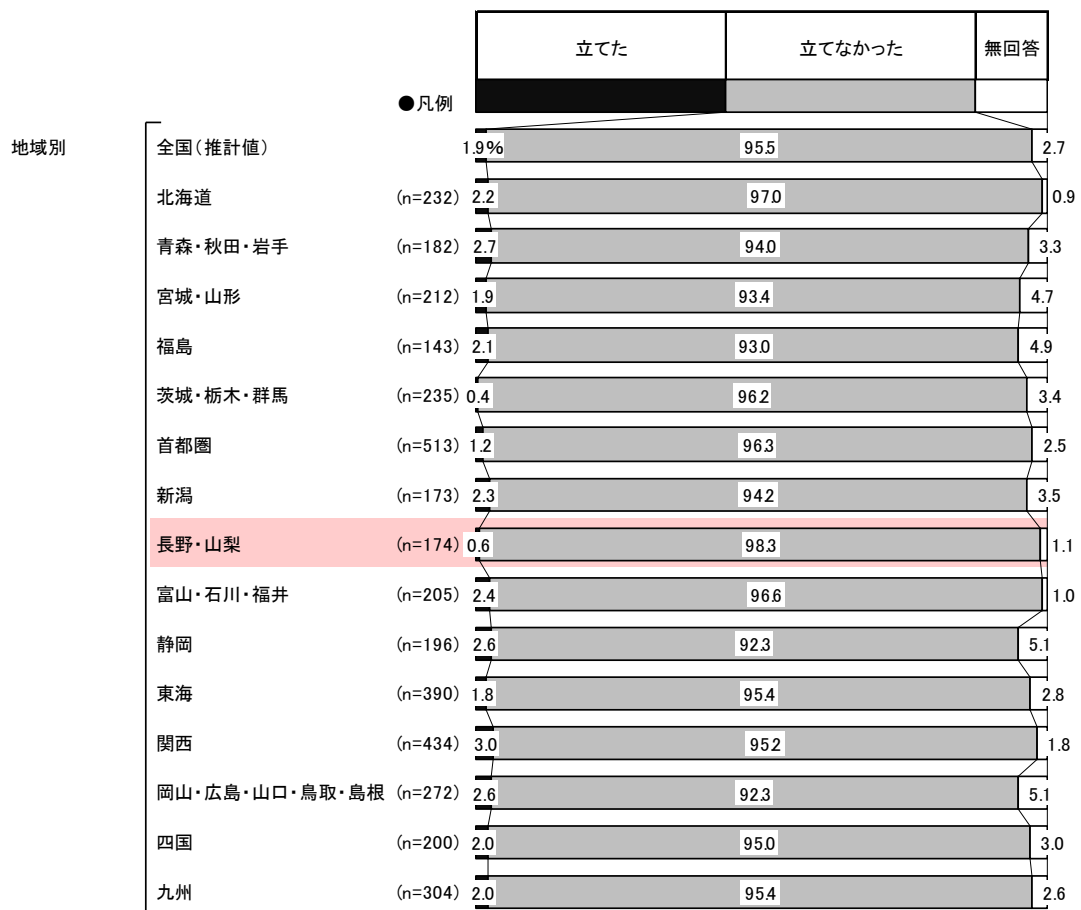 立てた 立てなかった 無回答
●凡例
地域別 全国(推計値) 1.9% 95.5 2.7
北海道 (n=232) 2.2 97.0 0.9
青森・秋田・岩手 (n=182) 2.7 94.0 3.3
宮城・山形 (n=212) 1.9 93.4 4.7
福島 (n=143) 2.1 93.0 4.9
茨城・栃木・群馬 (n=235) 0.4 96.2 3.4
首都圏 (n=513) 1.2 96.3 2.5
新潟 (n=173) 2.3 94.2 3.5
長野・山梨 (n=174) 0.6 98.3 1.1
富山・石川・福井 (n=205) 2.4 96.6 1.0
静岡 (n=196) 2.6 92.3 5.1
東海 (n=390) 1.8 95.4 2.8
関西 (n=434) 3.0 95.2 1.8
岡山・広島・山口・鳥取・島根 (n=272) 2.6 92.3 5.1
四国 (n=200) 2.0 95.0 3.0
九州 (n=304) 2.0 95.4 2.6